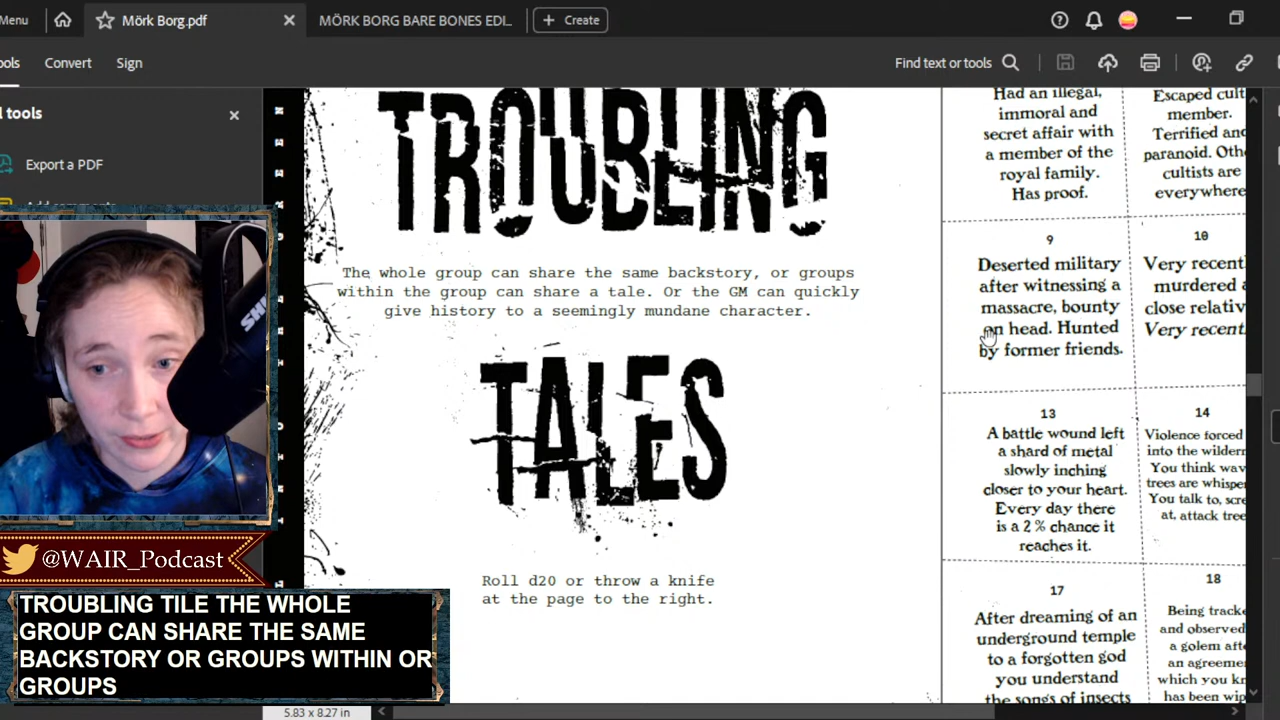 Menu
Mörk Borg.pdf
MÖRK BORG BARE BONES EDI...
Create
ools
Convert
Sign
Find text or tools
l tools
Export a PDF
TROUBLING
The whole group can share the same backstory, or groups
within the group can share a tale. Or the GM can quickly
give history to a seemingly mundane character.
TALES
Roll d20 or throw a knife
at the page to the right.
Had an illegal,
immoral and
secret affair with
a member of the
royal family.
Has proof.
Escaped cult
member.
Terrified and
paranoid. Oth
cultists are
everywhere
9
Deserted military
after witnessing a
massacre, bounty
on head. Hunted
by former friends.
10
Very recent
murdered a
close relativ
Very recent
13
A battle wound left
a shard of metal
slowly inching
closer to your heart.
Every day there
is a 2 % chance it
reaches it.
14
Violence forced
into the wildern
You think wav
trees are whisper
You talk to, scre
at, attack tree
17
After dreaming of an
underground temple
to a forgotten god
you understand
the songs of insects
18
Being tracke
and observed
a golem afte
an agreemen
which you kn
has been wip
SHU
@WAIR_Podcast
TROUBLING TILE THE WHOLE
GROUP CAN SHARE THE SAME
BACKSTORY OR GROUPS WITHIN OR
GROUPS
5.83 x 8.27 in